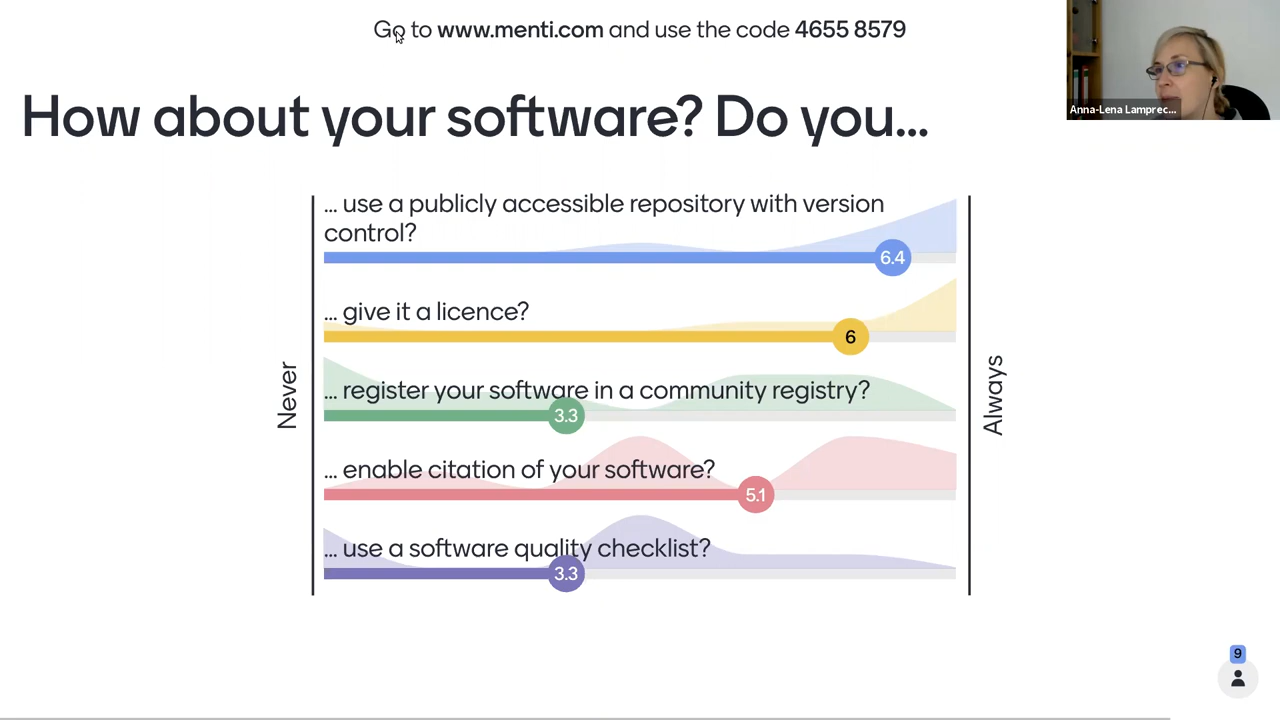 Go to www.menti.com and use the code 4655 8579
Anna-Lena Lamprec...
How about your software? Do you...
... use a publicly accessible repository with version
control?
6.4
... give it a licence?
6
Never
Always
... register your software in a community registry?
3.3
... enable citation of your software?
5.1
... use a software quality checklist?
3.3
9